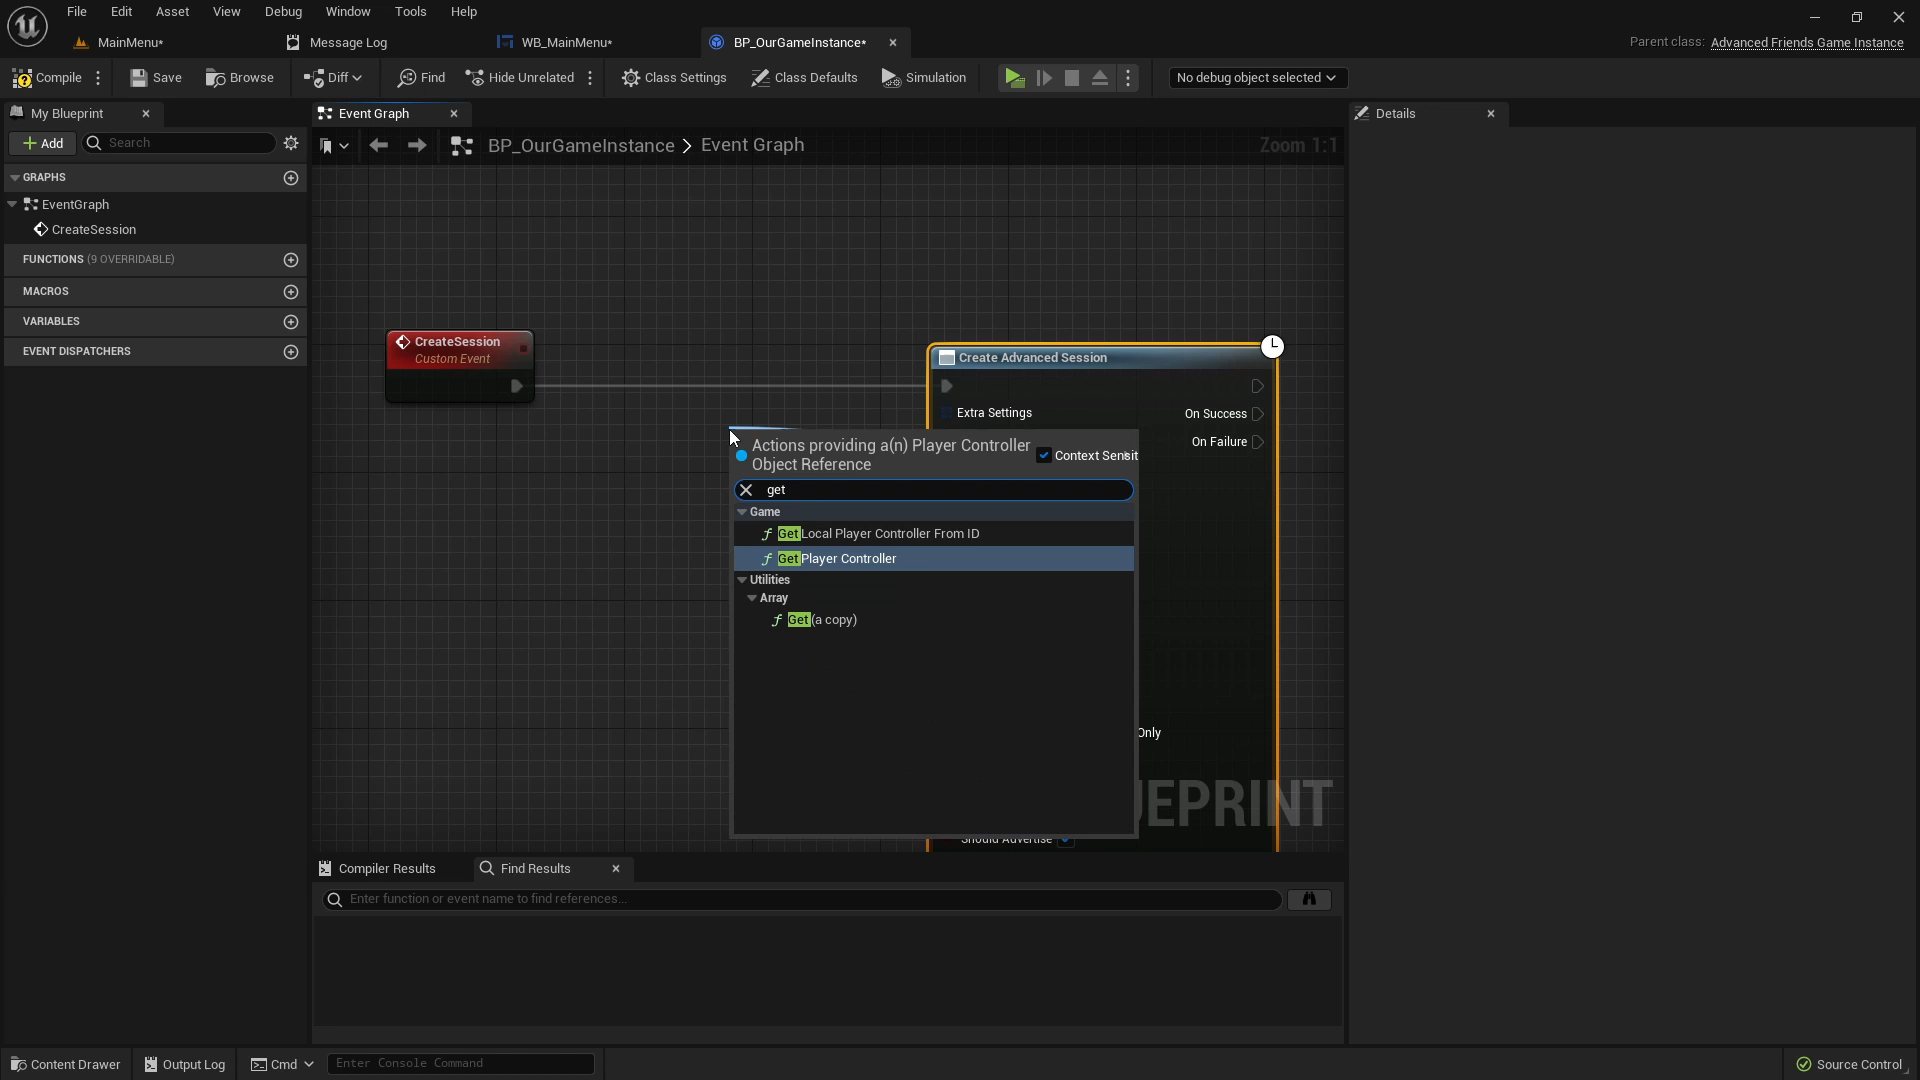 File Edit Asset View Debug Window Tools Help
MainMenu* Message Log WB_MainMenu* BP_OurGameInstance* Parent class: Advanced Friends Game Instance
Compile Save Browse Diff Find Hide Unrelated Class Settings Class Defaults Simulation No debug object selected
My Blueprint Event Graph Details
Add Search BP_OurGameInstance > Event Graph Zoom 1:1
GRAPHS
EventGraph
CreateSession
FUNCTIONS (9 OVERRIDABLE)
MACROS
VARIABLES
EVENT DISPATCHERS
CreateSession
Custom Event
Create Advanced Session
Extra Settings On Success
On Failure
Actions providing a(n) Player Controller
Object Reference
Context Sensit
get
Game
Get Local Player Controller From ID
Get Player Controller
Utilities
Array
Get (a copy)
Only
UEPRINT
Should Advertise
Compiler Results Find Results
Enter function or event name to find references...
Content Drawer Output Log Cmd Enter Console Command Source Control